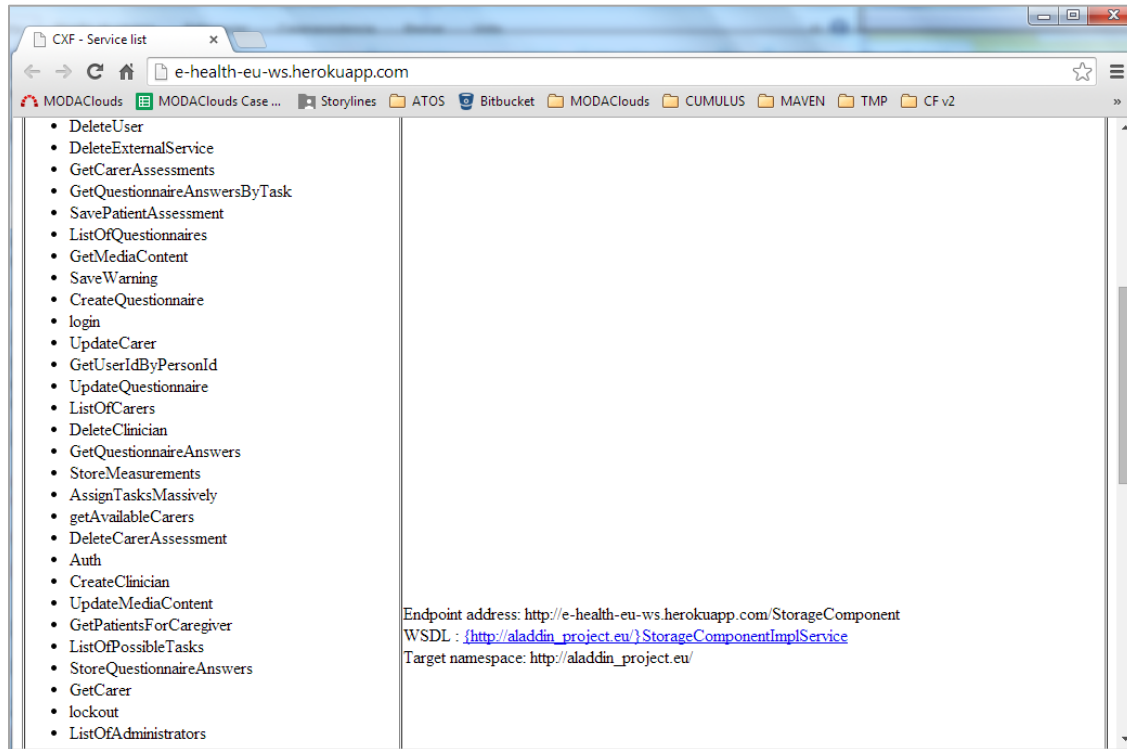 CXF - Service list
e-health-eu-ws.herokuapp.com
MODAClouds MODAClouds Case ... Storylines ATOS Bitbucket MODAClouds CUMULUS MAVEN TMP CF v2 »
DeleteUser
DeleteExternalService
GetCarerAssessments
GetQuestionnaireAnswersByTask
SavePatientAssessment
ListOfQuestionnaires
GetMediaContent
SaveWarning
CreateQuestionnaire
login
UpdateCarer
GetUserIdByPersonId
UpdateQuestionnaire
ListOfCarers
DeleteClinician
GetQuestionnaireAnswers
StoreMeasurements
AssignTasksMassively
getAvailableCarers
DeleteCarerAssessment
Auth
CreateClinician
UpdateMediaContent
GetPatientsForCaregiver
ListOfPossibleTasks
StoreQuestionnaireAnswers
GetCarer
lockout
ListOfAdministrators
Endpoint address: http://e-health-eu-ws.herokuapp.com/StorageComponent
WSDL : {http://aladdin_project.eu/}StorageComponentImplService
Target namespace: http://aladdin_project.eu/